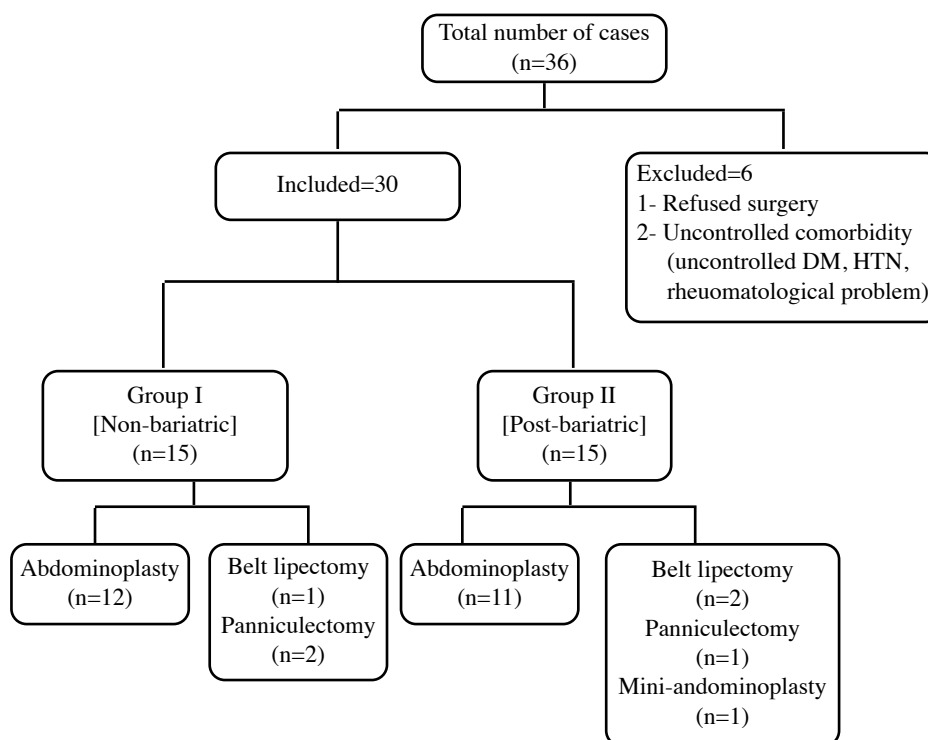 Total number of cases
(n=36)
Included=30
Excluded=6
1- Refused surgery
2- Uncontrolled comorbidity
(uncontrolled DM, HTN,
rheuomatological problem)
Group I
[Non-bariatric]
(n=15)
Group II
[Post-bariatric]
(n=15)
Abdominoplasty
(n=12)
Belt lipectomy
(n=1)
Panniculectomy
(n=2)
Abdominoplasty
(n=11)
Belt lipectomy
(n=2)
Panniculectomy
(n=1)
Mini-andominoplasty
(n=1)